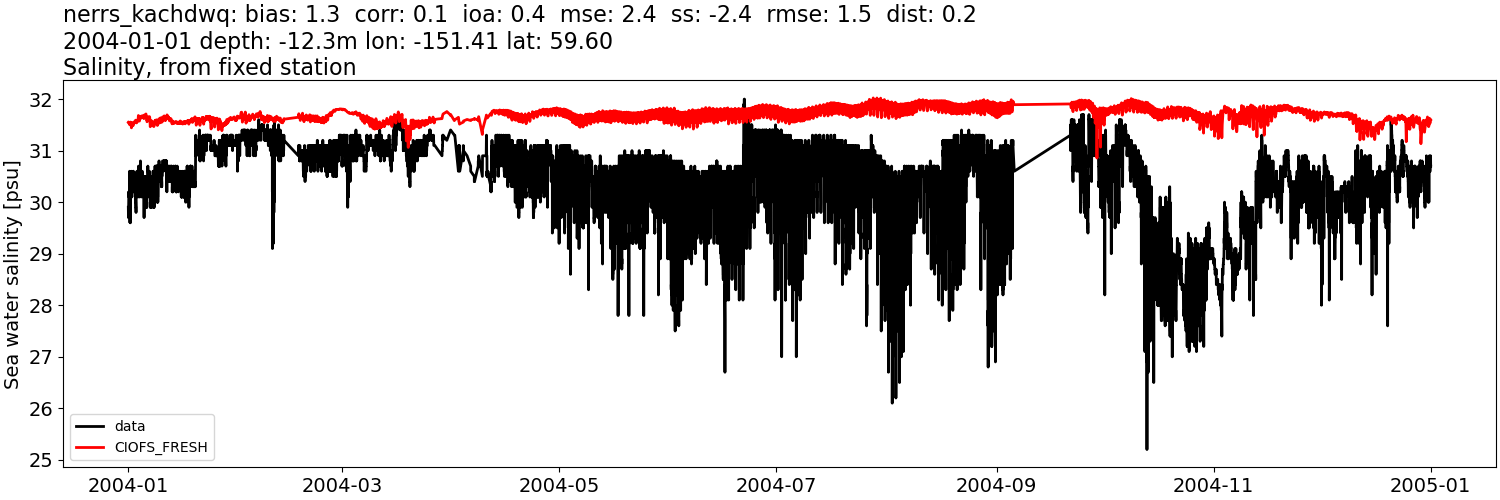 nerrs_kachdwq: bias: 1.3  corr: 0.1  ioa: 0.4  mse: 2.4  ss: -2.4  rmse: 1.5  dist: 0.2
2004-01-01 depth: -12.3m lon: -151.41 lat: 59.60
Salinity, from fixed station
Sea water salinity [psu]
32
31
30
29
28
27
26
25
data
CIOFS_FRESH
2004-01
2004-03
2004-05
2004-07
2004-09
2004-11
2005-01